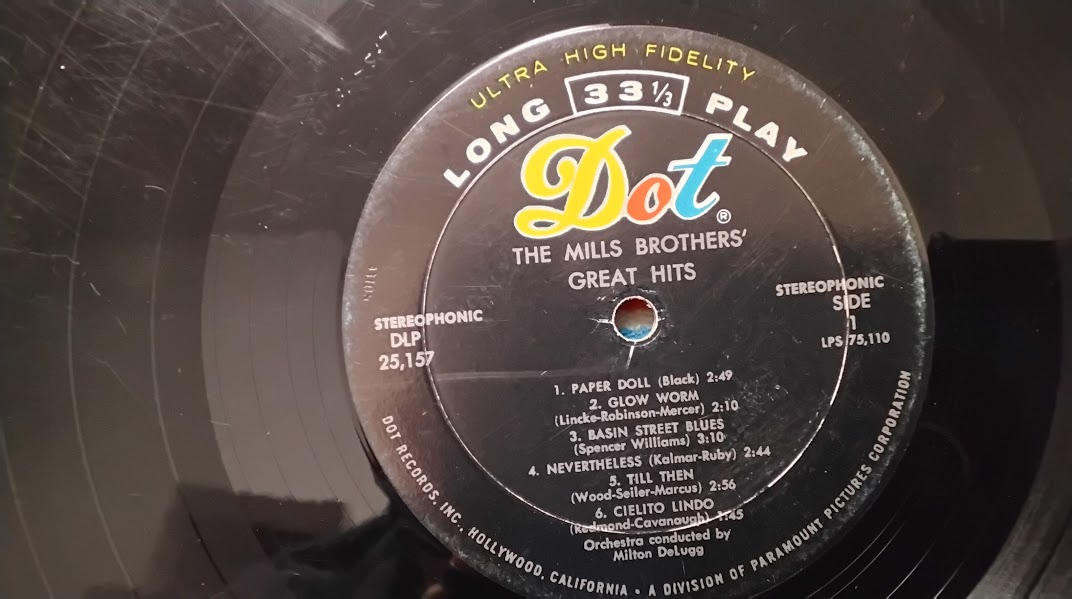 ULTRA HIGH FIDELITY
LONG 33 1/3 PLAY
Dot®
THE MILLS BROTHERS'
GREAT HITS
STEREOPHONIC
DLP
25,157
STEREOPHONIC
SIDE
1
LPS 75,110
1. PAPER DOLL (Black) 2:49
2. GLOW WORM
(Lincke-Robinson-Mercer) 2:10
3. BASIN STREET BLUES
(Spencer Williams) 3:10
4. NEVERTHELESS (Kalmar-Ruby) 2:44
5. TILL THEN
(Wood-Seiler-Marcus) 2:56
6. CIELITO LINDO
(Redmond-Cavanaugh) 1:45
Orchestra conducted by
Milton DeLugg
DOT RECORDS, INC., HOLLYWOOD, CALIFORNIA • A DIVISION OF PARAMOUNT PICTURES CORPORATION